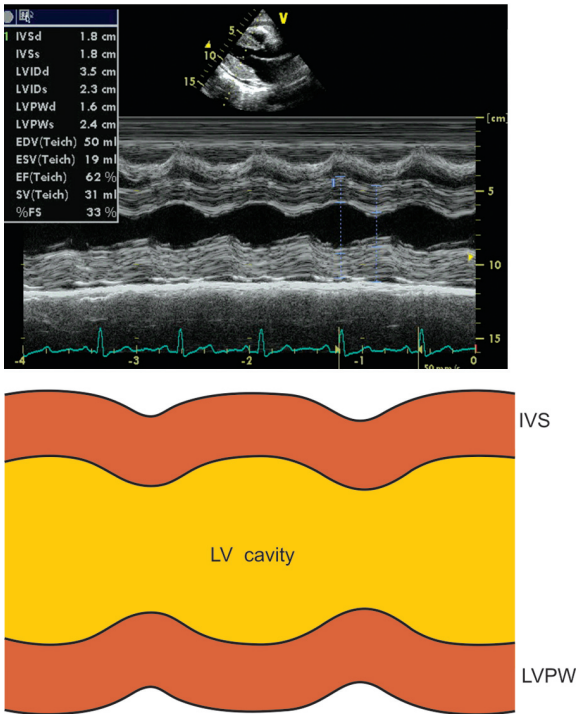 V
1 IVSd 1.8 cm
IVSs 1.8 cm
LVIDd 3.5 cm
LVIDs 2.3 cm
LVPWd 1.6 cm
LVPWs 2.4 cm
EDV(Teich) 50 ml
ESV(Teich) 19 ml
EF(Teich) 62 %
SV(Teich) 31 ml
%FS 33 %
5
10
15
[cm]
5
10
15
-4 -3 -2 -1 0
IVS
LV cavity
LVPW